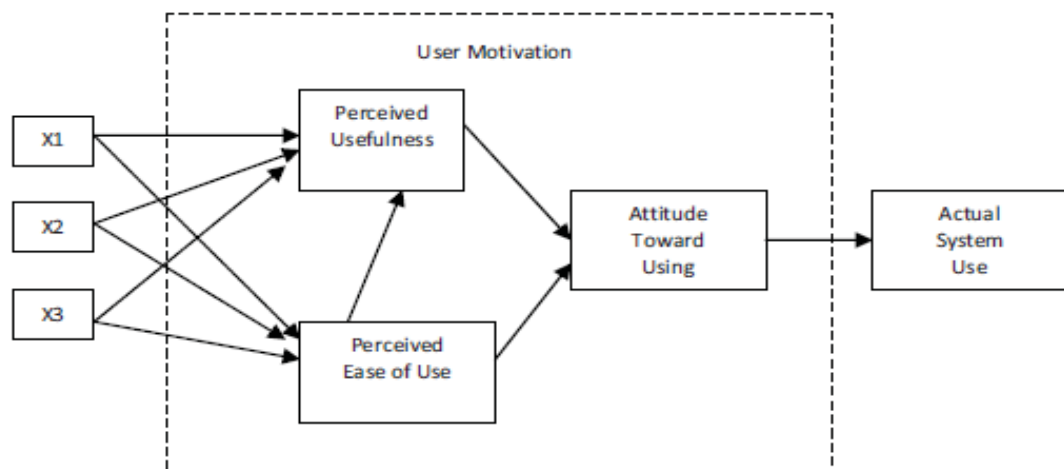 User Motivation
X1
X2
X3
Perceived
Usefulness
Perceived
Ease of Use
Attitude
Toward
Using
Actual
System
Use